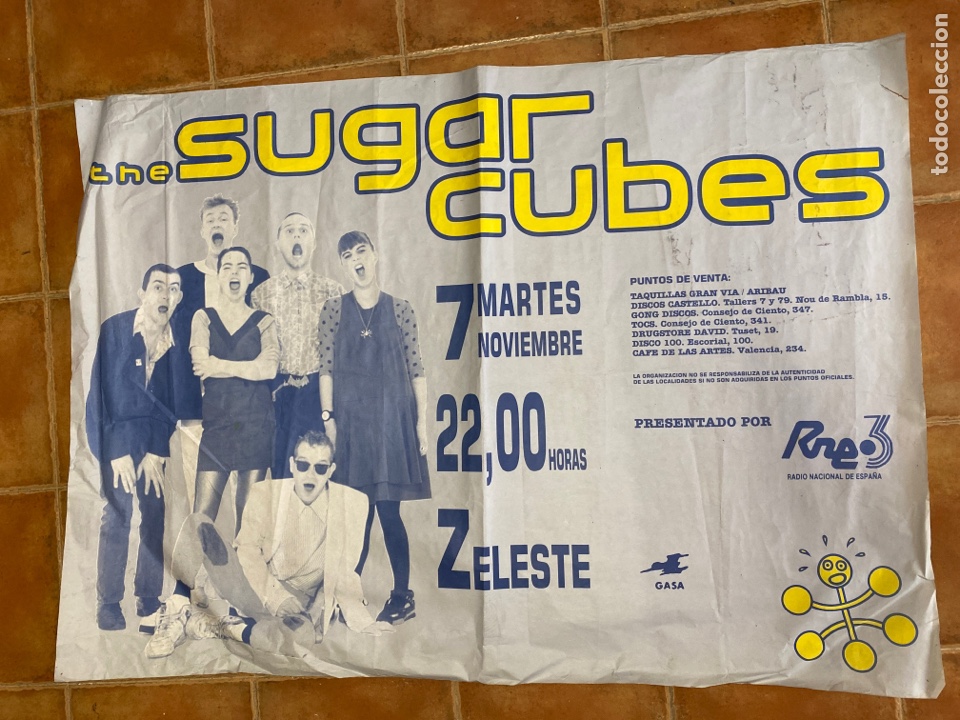 the sugar
cubes
7 MARTES
NOVIEMBRE
22,00 HORAS
ZELESTE
PUNTOS DE VENTA:
TAQUILLAS GRAN VIA / ARIBAU
DISCOS CASTELLO. Tallers 7 y 79. Nou de Rambla, 15.
GONG DISCOS. Consejo de Ciento, 347.
TOCS. Consejo de Ciento, 341.
DRUGSTORE DAVID. Tuset, 19.
DISCO 100. Escorial, 100.
CAFE DE LAS ARTES. Valencia, 234.
LA ORGANIZACION NO SE RESPONSABILIZA DE LA AUTENTICIDAD
DE LAS LOCALIDADES SI NO SON ADQUIRIDAS EN LOS PUNTOS OFICIALES.
PRESENTADO POR
Rne•3
RADIO NACIONAL DE ESPAÑA
GASA
todocoleccion